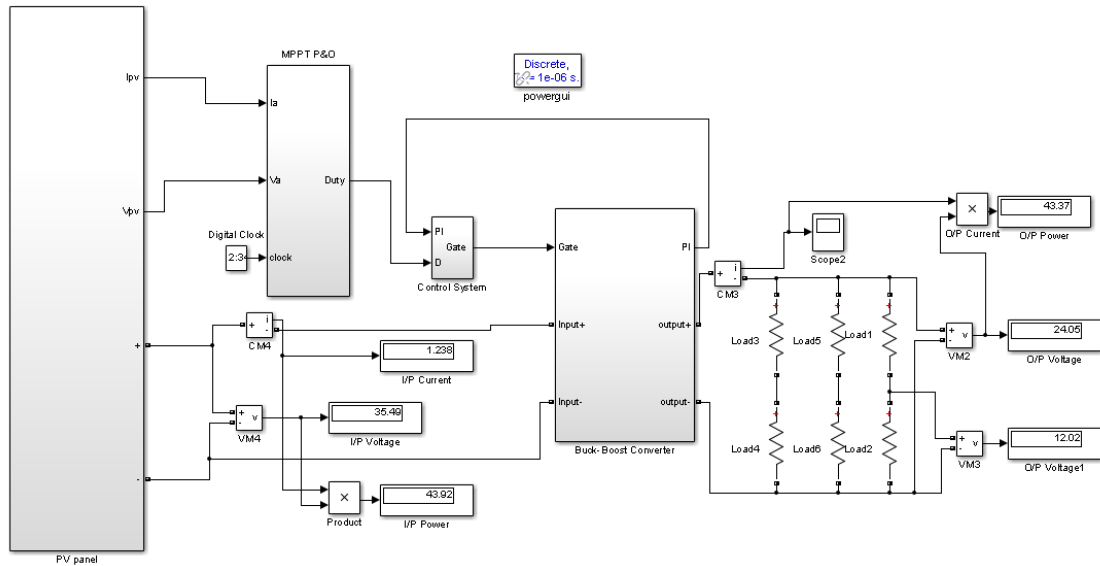 MPPT P&O
Discrete,
= 1e-06 s.
powergui
Ipv
Ia
Vpv
Va
Duty
Digital Clock
2:34
clock
PI
Gate
D
Control System
Gate
PI
Input+
output+
Input-
output-
Buck-Boost Converter
+
-
PV panel
+
i
-
CM4
1.238
I/P Current
+
-
v
VM4
35.49
I/P Voltage
×
Product
43.92
I/P Power
+
i
-
CM3
Scope2
×
O/P Current
43.37
O/P Power
Load3
Load5
Load1
Load4
Load6
Load2
+
-
v
VM2
24.05
O/P Voltage
+
-
v
VM3
12.02
O/P Voltage1